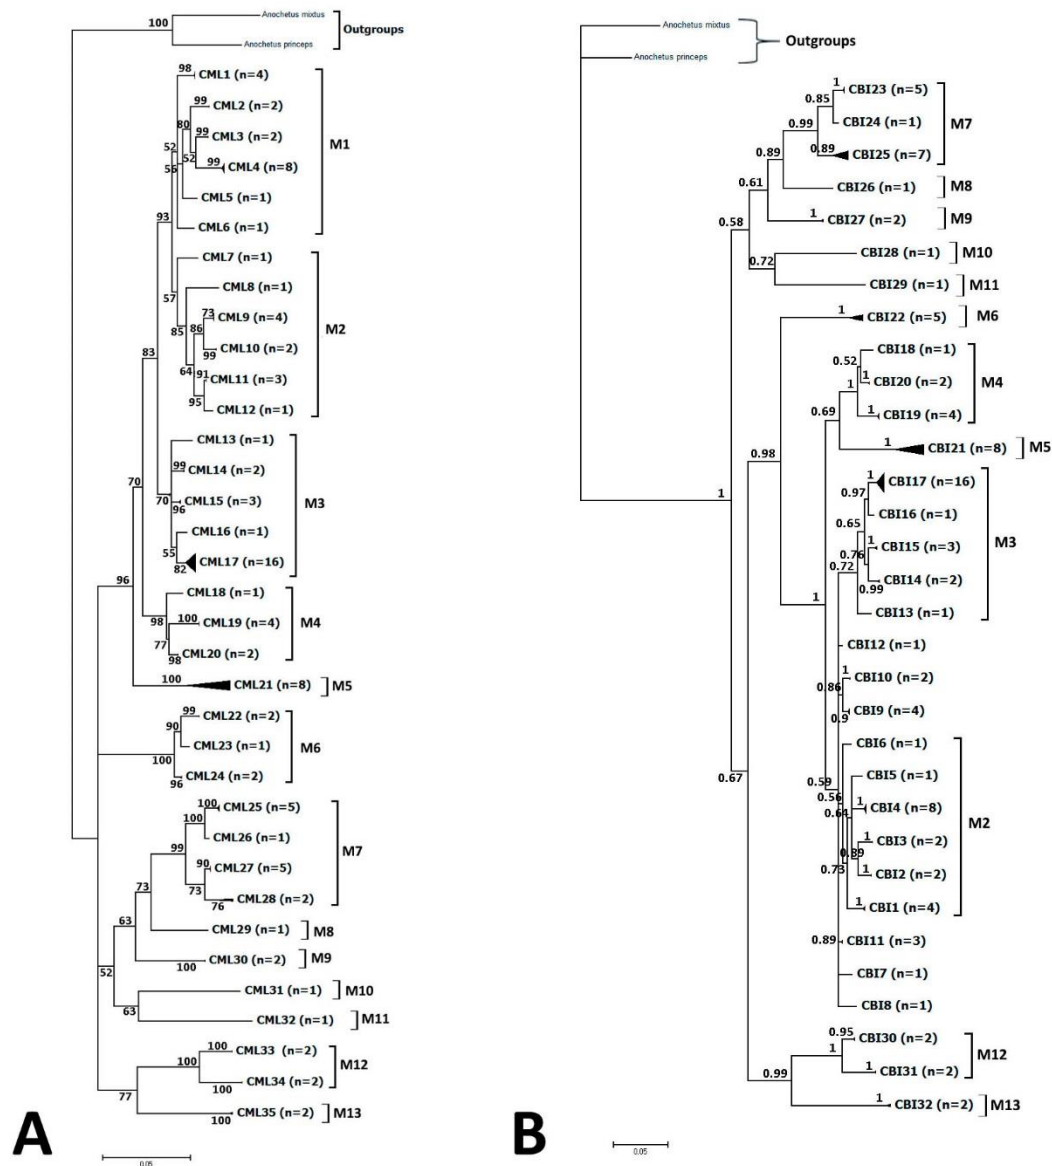 Anochetus mixtus
100
Outgroups
Anochetus princeps
98
CML1 (n=4)
99
CML2 (n=2)
80
99
CML3 (n=2)
M1
52
52
56
99
CML4 (n=8)
CML5 (n=1)
CML6 (n=1)
93
CML7 (n=1)
57
CML8 (n=1)
73
CML9 (n=4)
85
86
M2
CML10 (n=2)
99
64
91
CML11 (n=3)
95
CML12 (n=1)
83
CML13 (n=1)
99
CML14 (n=2)
70
70
CML15 (n=3)
96
M3
CML16 (n=1)
55
CML17 (n=16)
82
96
CML18 (n=1)
98
100
CML19 (n=4)
M4
77
CML20 (n=2)
98
100
CML21 (n=8)
M5
99
CML22 (n=2)
90
CML23 (n=1)
M6
100
CML24 (n=2)
96
100
CML25 (n=5)
100
CML26 (n=1)
99
M7
90
CML27 (n=5)
73
CML28 (n=2)
76
73
CML29 (n=1)
M8
63
CML30 (n=2)
M9
100
52
CML31 (n=1)
M10
63
CML32 (n=1)
M11
100
CML33 (n=2)
100
M12
CML34 (n=2)
100
77
CML35 (n=2)
M13
100
A
0.05
Anochetus mixtus
Outgroups
Anochetus princeps
1
CBI23 (n=5)
0.85
CBI24 (n=1)
M7
0.99
0.89
CBI25 (n=7)
0.89
CBI26 (n=1)
M8
0.61
1
CBI27 (n=2)
M9
0.58
CBI28 (n=1)
M10
0.72
CBI29 (n=1)
M11
1
CBI22 (n=5)
M6
CBI18 (n=1)
0.52
1
CBI20 (n=2)
M4
1
1
CBI19 (n=4)
0.69
1
CBI21 (n=8)
M5
0.98
1
CBI17 (n=16)
0.97
CBI16 (n=1)
1
0.65
1
CBI15 (n=3)
M3
0.76
0.72
CBI14 (n=2)
0.99
CBI13 (n=1)
1
CBI12 (n=1)
1
CBI10 (n=2)
0.86
CBI9 (n=4)
0.9
CBI6 (n=1)
CBI5 (n=1)
0.59
0.56
1
CBI4 (n=8)
0.64
M2
1
CBI3 (n=2)
0.89
0.73
CBI2 (n=2)
1
1
CBI1 (n=4)
0.67
0.89
CBI11 (n=3)
CBI7 (n=1)
CBI8 (n=1)
0.95
CBI30 (n=2)
1
M12
1
CBI31 (n=2)
0.99
1
CBI32 (n=2)
M13
B
0.05